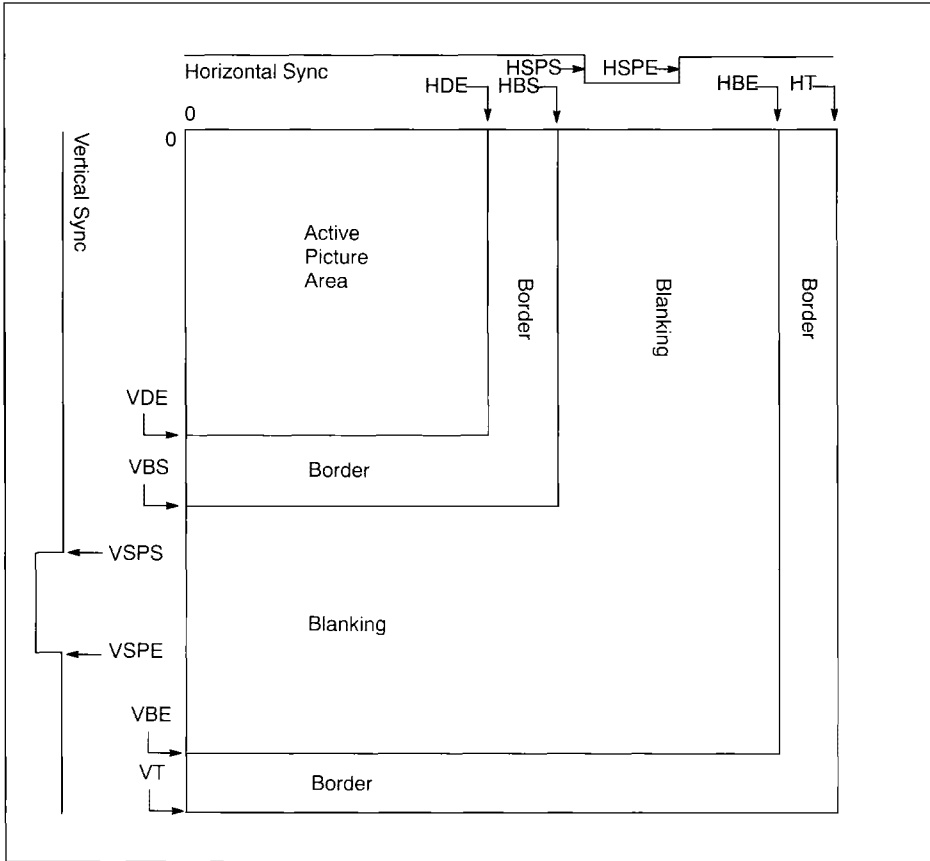 Horizontal Sync
HSPS
HSPE
HDE
HBS
HBE
HT
0
0
Vertical Sync
Active
Picture
Area
Border
Blanking
Border
VDE
VBS
Border
VSPS
Blanking
VSPE
VBE
VT
Border